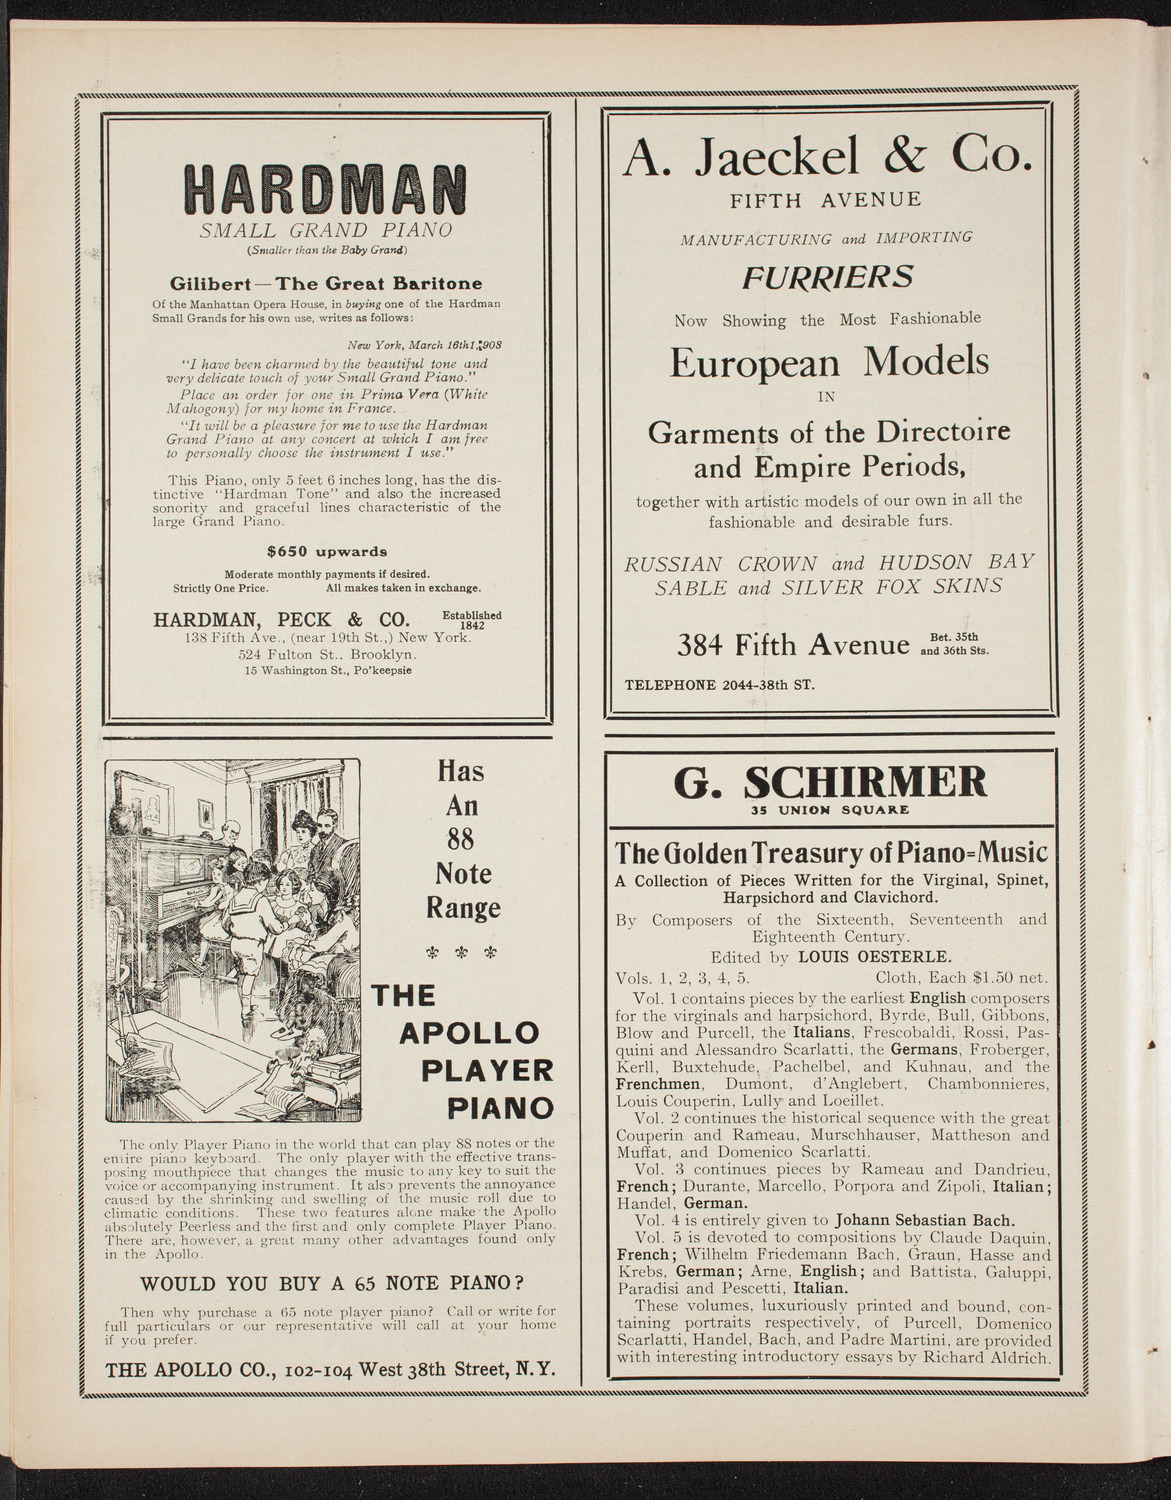 HARDMAN
SMALL GRAND PIANO
(Smaller than the Baby Grand)
Gilibert—The Great Baritone
Of the Manhattan Opera House, in buying one of the Hardman
Small Grands for his own use, writes as follows:
New York, March 16th1,1908
"I have been charmed by the beautiful tone and
very delicate touch of your Small Grand Piano."
Place an order for one in Prima Vera (White
Mahogony) for my home in France.
"It will be a pleasure for me to use the Hardman
Grand Piano at any concert at which I am free
to personally choose the instrument I use."
This Piano, only 5 feet 6 inches long, has the dis-
tinctive "Hardman Tone" and also the increased
sonority and graceful lines characteristic of the
large Grand Piano.
$650 upwards
Moderate monthly payments if desired.
Strictly One Price. All makes taken in exchange.
HARDMAN, PECK & CO. Established
1842
138 Fifth Ave., (near 19th St.,) New York.
524 Fulton St., Brooklyn.
15 Washington St., Po'keepsie
Has
An
88
Note
Range
THE
APOLLO
PLAYER
PIANO
The only Player Piano in the world that can play 88 notes or the
entire piano keyboard. The only player with the effective trans-
posing mouthpiece that changes the music to any key to suit the
voice or accompanying instrument. It also prevents the annoyance
caused by the shrinking and swelling of the music roll due to
climatic conditions. These two features alone make the Apollo
absolutely Peerless and the first and only complete Player Piano.
There are, however, a great many other advantages found only
in the Apollo.
WOULD YOU BUY A 65 NOTE PIANO?
Then why purchase a 65 note player piano? Call or write for
full particulars or our representative will call at your home
if you prefer.
THE APOLLO CO., 102-104 West 38th Street, N.Y.
A. Jaeckel & Co.
FIFTH AVENUE
MANUFACTURING and IMPORTING
FURRIERS
Now Showing the Most Fashionable
European Models
IN
Garments of the Directoire
and Empire Periods,
together with artistic models of our own in all the
fashionable and desirable furs.
RUSSIAN CROWN and HUDSON BAY
SABLE and SILVER FOX SKINS
384 Fifth Avenue Bet. 35th
and 36th Sts.
TELEPHONE 2044-38th ST.
G. SCHIRMER
35 UNION SQUARE
The Golden Treasury of Piano=Music
A Collection of Pieces Written for the Virginal, Spinet,
Harpsichord and Clavichord.
By Composers of the Sixteenth, Seventeenth and
Eighteenth Century.
Edited by LOUIS OESTERLE.
Vols. 1, 2, 3, 4, 5. Cloth, Each $1.50 net.
Vol. 1 contains pieces by the earliest English composers
for the virginals and harpsichord, Byrde, Bull, Gibbons,
Blow and Purcell, the Italians, Frescobaldi, Rossi, Pas-
quini and Alessandro Scarlatti, the Germans, Froberger,
Kerll, Buxtehude, Pachelbel, and Kuhnau, and the
Frenchmen, Dumont, d'Anglebert, Chambonnieres,
Louis Couperin, Lully and Loeillet.
Vol. 2 continues the historical sequence with the great
Couperin and Rameau, Murschhauser, Mattheson and
Muffat, and Domenico Scarlatti.
Vol. 3 continues pieces by Rameau and Dandrieu,
French; Durante, Marcello, Porpora and Zipoli, Italian;
Handel, German.
Vol. 4 is entirely given to Johann Sebastian Bach.
Vol. 5 is devoted to compositions by Claude Daquin,
French; Wilhelm Friedemann Bach, Graun, Hasse and
Krebs, German; Arne, English; and Battista, Galuppi,
Paradisi and Pescetti, Italian.
These volumes, luxuriously printed and bound, con-
taining portraits respectively, of Purcell, Domenico
Scarlatti, Handel, Bach, and Padre Martini, are provided
with interesting introductory essays by Richard Aldrich.